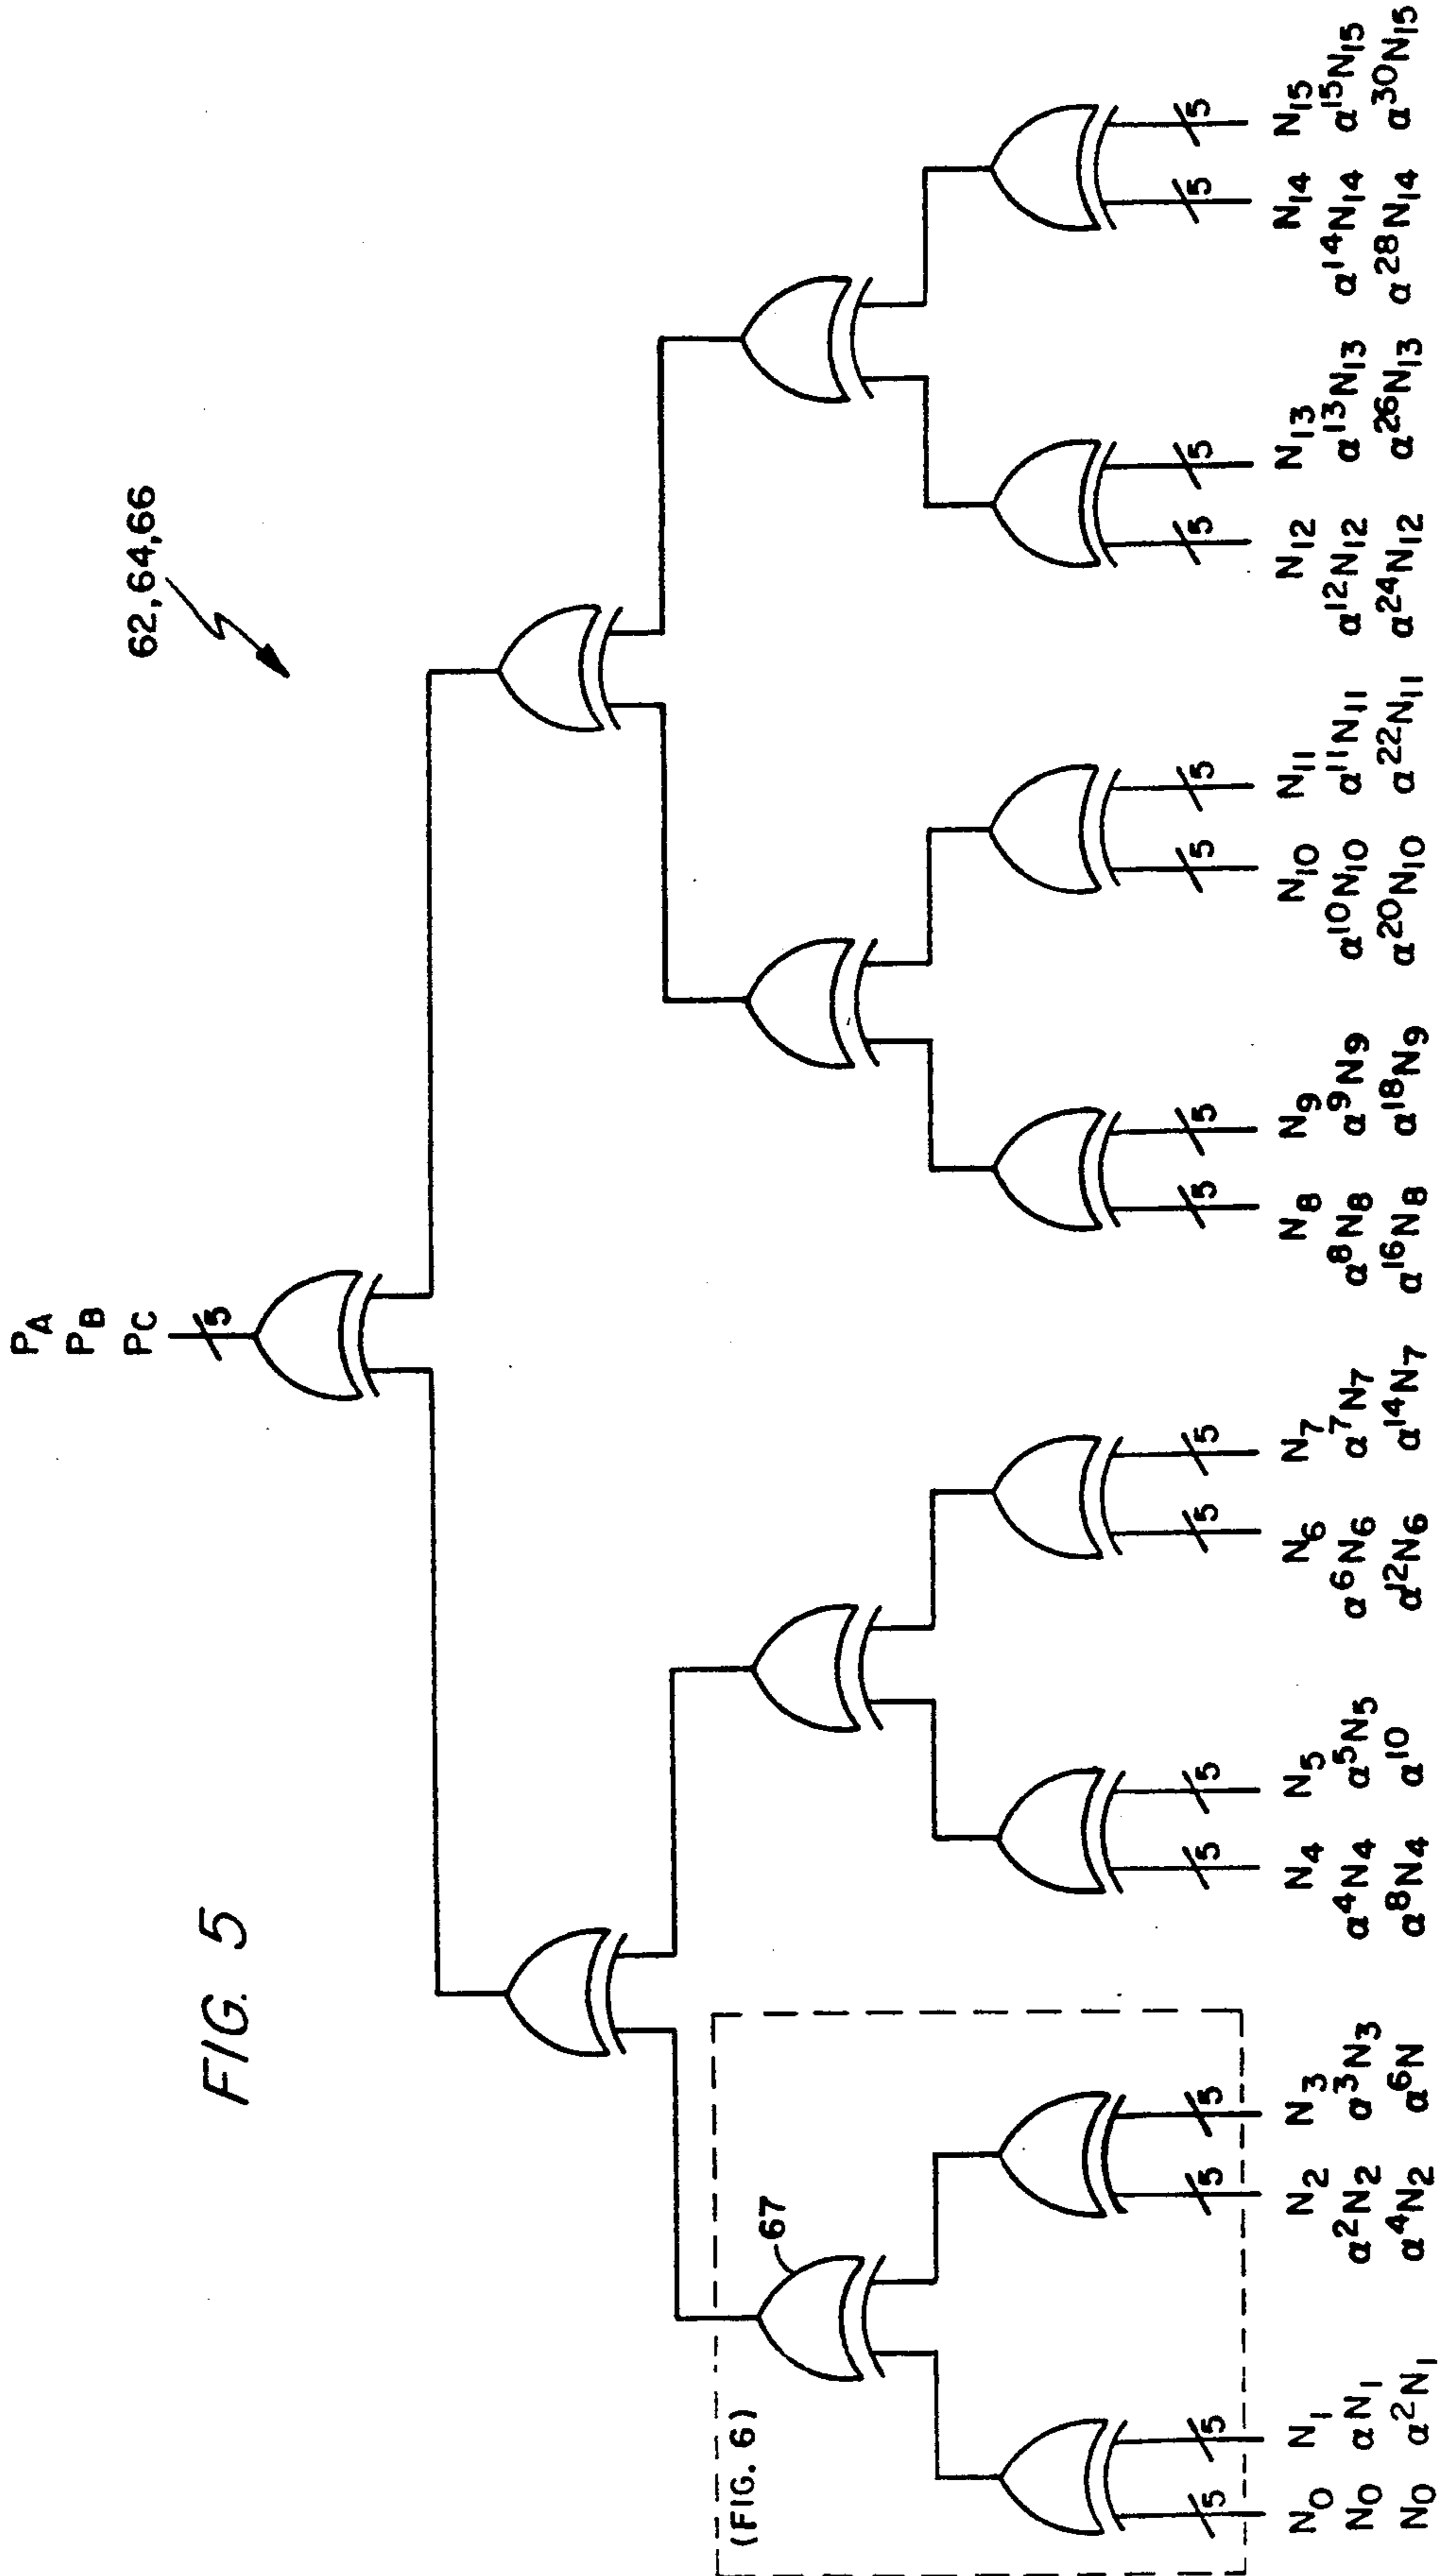 FIG. 5
62,64,66
PA
PB
PC
5
67
(FIG. 6)
5 5 5 5 5 5 5 5 5 5 5 5 5 5 5 5
N₀ N₁ N₂ N₃ N₄ N₅ N₆ N₇ N₈ N₉ N₁₀ N₁₁ N₁₂ N₁₃ N₁₄ N₁₅
N₀ αN₁ α²N₂ α³N₃ α⁴N₄ α⁵N₅ α⁶N₆ α⁷N₇ α⁸N₈ α⁹N₉ α¹⁰N₁₀ α¹¹N₁₁ α¹²N₁₂ α¹³N₁₃ α¹⁴N₁₄ α¹⁵N₁₅
N₀ α²N₁ α⁴N₂ α⁶N α⁸N₄ α¹⁰ α¹²N₆ α¹⁴N₇ α¹⁶N₈ α¹⁸N₉ α²⁰N₁₀ α²²N₁₁ α²⁴N₁₂ α²⁶N₁₃ α²⁸N₁₄ α³⁰N₁₅